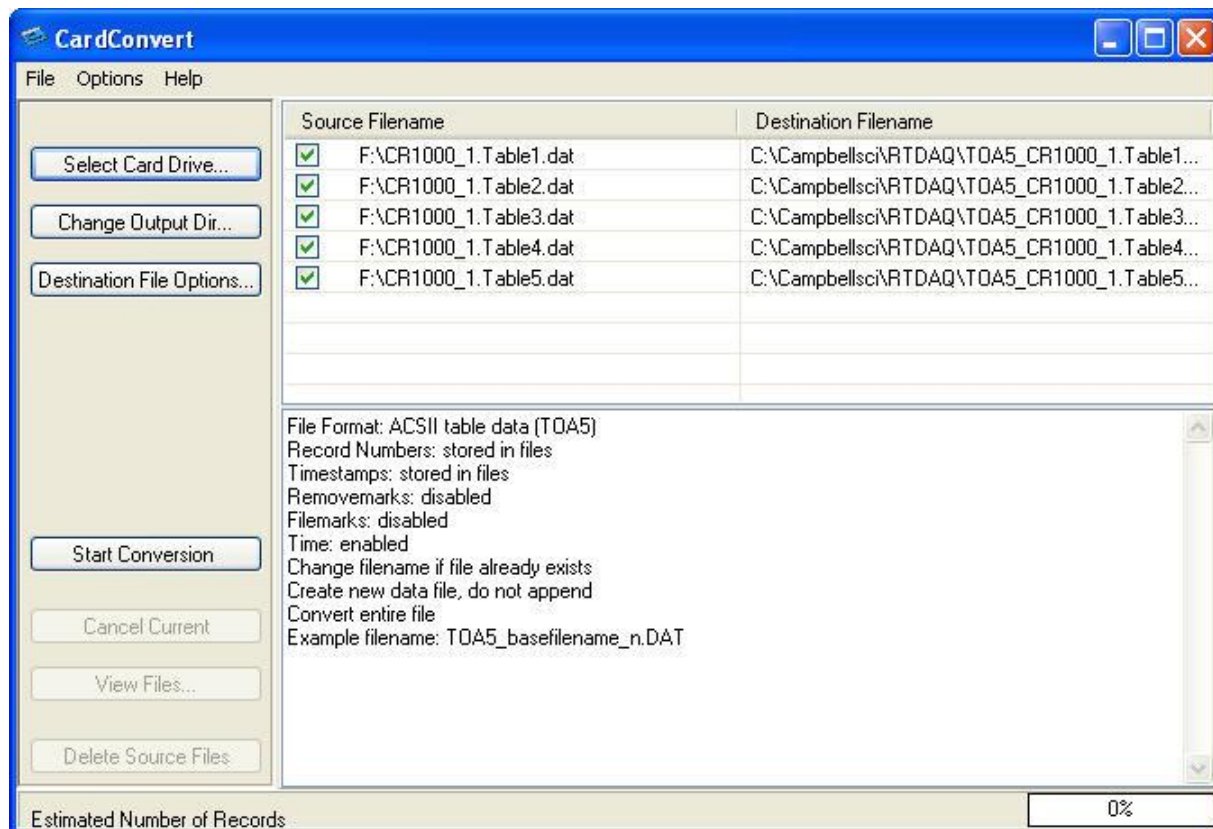 CardConvert
File Options Help
Select Card Drive...
Change Output Dir...
Destination File Options...
Start Conversion
Cancel Current
View Files...
Delete Source Files
Source Filename Destination Filename
F:\CR1000_1.Table1.dat C:\Campbellsci\RTDAQ\TOA5_CR1000_1.Table1...
F:\CR1000_1.Table2.dat C:\Campbellsci\RTDAQ\TOA5_CR1000_1.Table2...
F:\CR1000_1.Table3.dat C:\Campbellsci\RTDAQ\TOA5_CR1000_1.Table3...
F:\CR1000_1.Table4.dat C:\Campbellsci\RTDAQ\TOA5_CR1000_1.Table4...
F:\CR1000_1.Table5.dat C:\Campbellsci\RTDAQ\TOA5_CR1000_1.Table5...
File Format: ACSII table data (TOA5)
Record Numbers: stored in files
Timestamps: stored in files
Removemarks: disabled
Filemarks: disabled
Time: enabled
Change filename if file already exists
Create new data file, do not append
Convert entire file
Example filename: TOA5_basefilename_n.DAT
Estimated Number of Records
0%